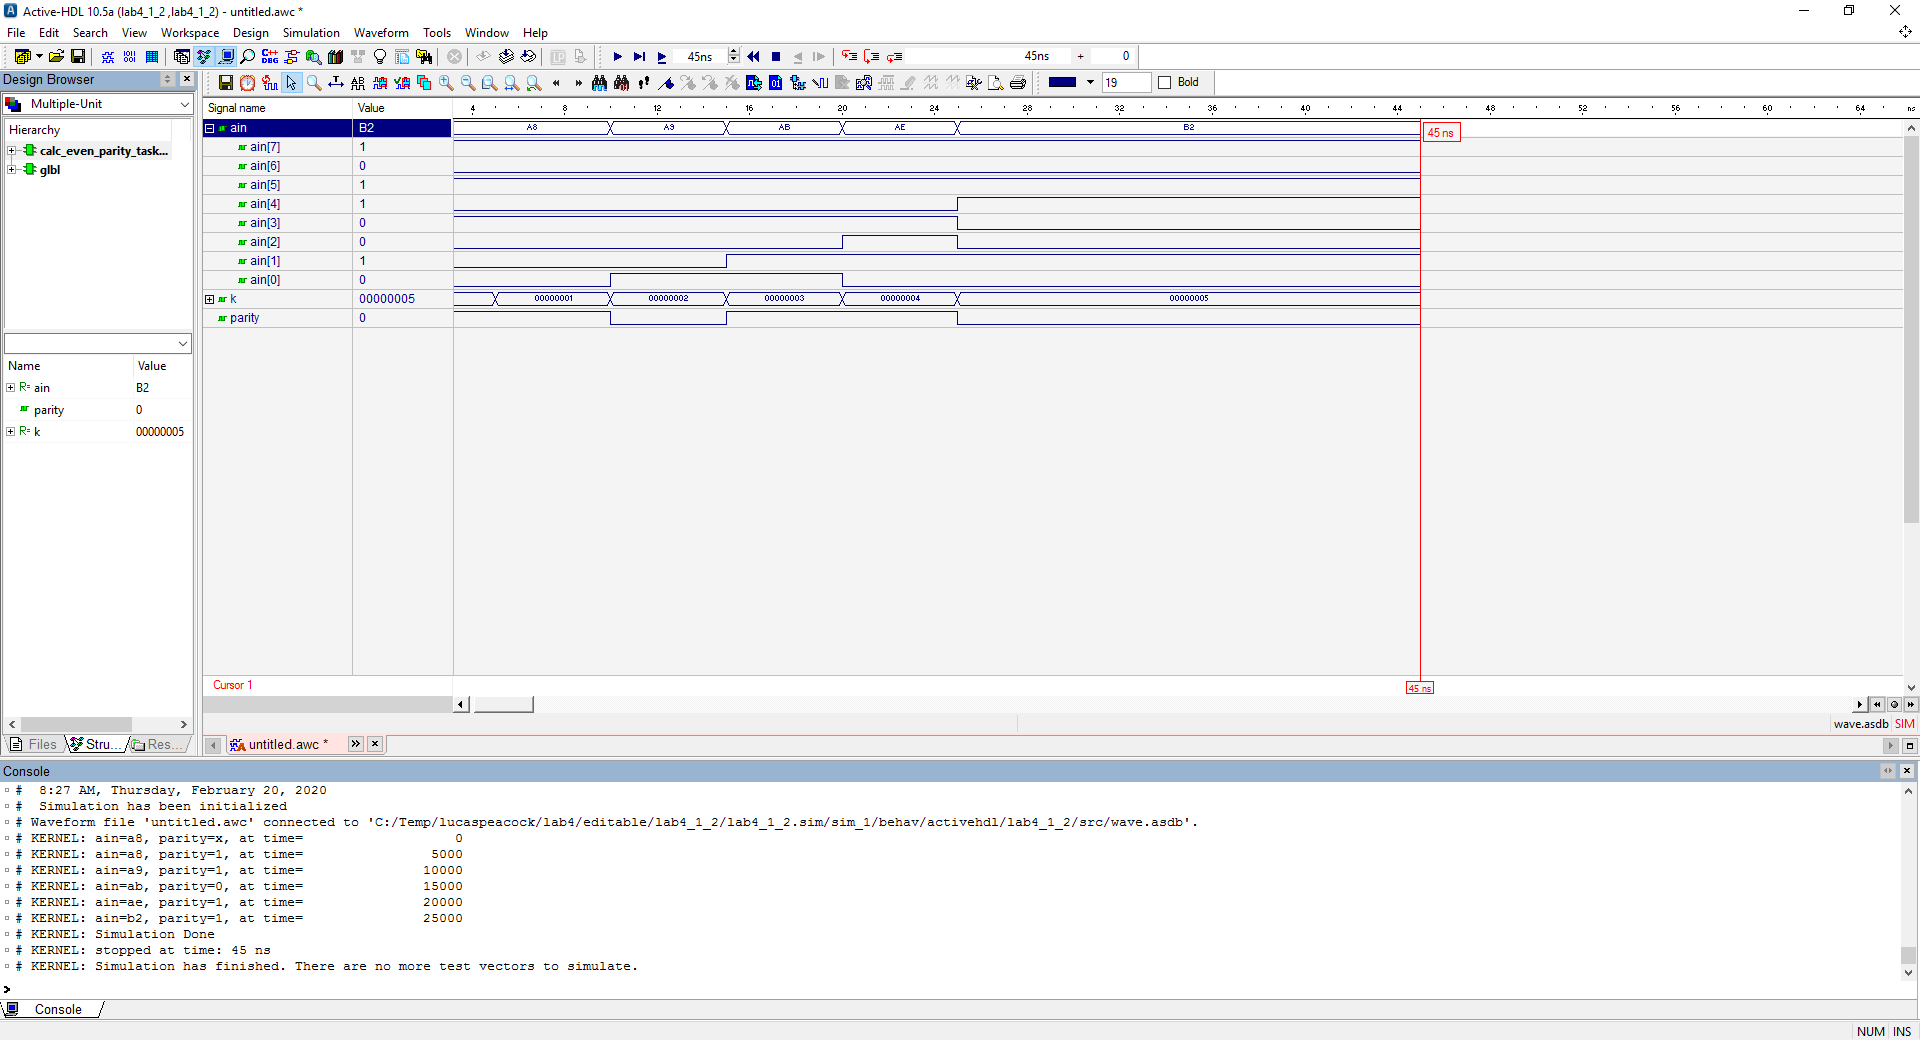 Active-HDL 10.5a (lab4_1_2 ,lab4_1_2) - untitled.awc *
File Edit Search View Workspace Design Simulation Waveform Tools Window Help
45ns 45ns + 0
Design Browser
19 Bold
Multiple-Unit
Hierarchy
calc_even_parity_task...
glbl
Name Value
ain B2
parity 0
k 00000005
Files Stru... Res...
Signal name Value 4 8 12 16 20 24 28 32 36 40 44 48 52 56 60 64 ns
ain B2 A8 A9 AB AE B2 45 ns
ain[7] 1
ain[6] 0
ain[5] 1
ain[4] 1
ain[3] 0
ain[2] 0
ain[1] 1
ain[0] 0
k 00000005 00000001 00000002 00000003 00000004 00000005
parity 0
Cursor 1 45 ns
wave.asdb SIM
untitled.awc *
Console
# 8:27 AM, Thursday, February 20, 2020
# Simulation has been initialized
# Waveform file 'untitled.awc' connected to 'C:/Temp/lucaspeacock/lab4/editable/lab4_1_2/lab4_1_2.sim/sim_1/behav/activehdl/lab4_1_2/src/wave.asdb'.
# KERNEL: ain=a8, parity=x, at time= 0
# KERNEL: ain=a8, parity=1, at time= 5000
# KERNEL: ain=a9, parity=1, at time= 10000
# KERNEL: ain=ab, parity=0, at time= 15000
# KERNEL: ain=ae, parity=1, at time= 20000
# KERNEL: ain=b2, parity=1, at time= 25000
# KERNEL: Simulation Done
# KERNEL: stopped at time: 45 ns
# KERNEL: Simulation has finished. There are no more test vectors to simulate.
>
Console
NUM INS